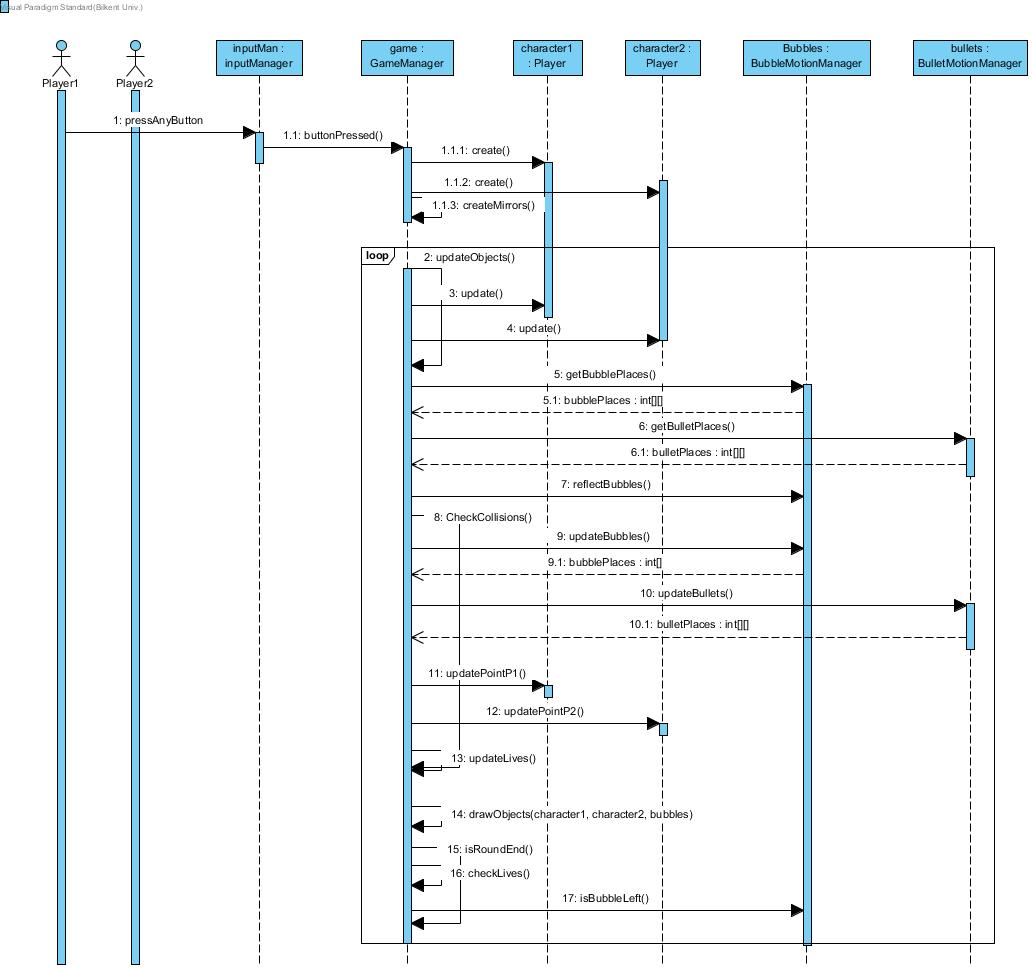 Visual Paradigm Standard(Bilkent Univ.)
Player1
Player2
inputMan :
inputManager
game :
GameManager
character1
: Player
character2 :
Player
Bubbles :
BubbleMotionManager
bullets :
BulletMotionManager
1: pressAnyButton
1.1: buttonPressed()
1.1.1: create()
1.1.2: create()
1.1.3: createMirrors()
loop
2: updateObjects()
3: update()
4: update()
5: getBubblePlaces()
5.1: bubblePlaces : int[][]
6: getBulletPlaces()
6.1: bulletPlaces : int[][]
7: reflectBubbles()
8: CheckCollisions()
9: updateBubbles()
9.1: bubblePlaces : int[]
10: updateBullets()
10.1: bulletPlaces : int[][]
11: updatePointP1()
12: updatePointP2()
13: updateLives()
14: drawObjects(character1, character2, bubbles)
15: isRoundEnd()
16: checkLives()
17: isBubbleLeft()